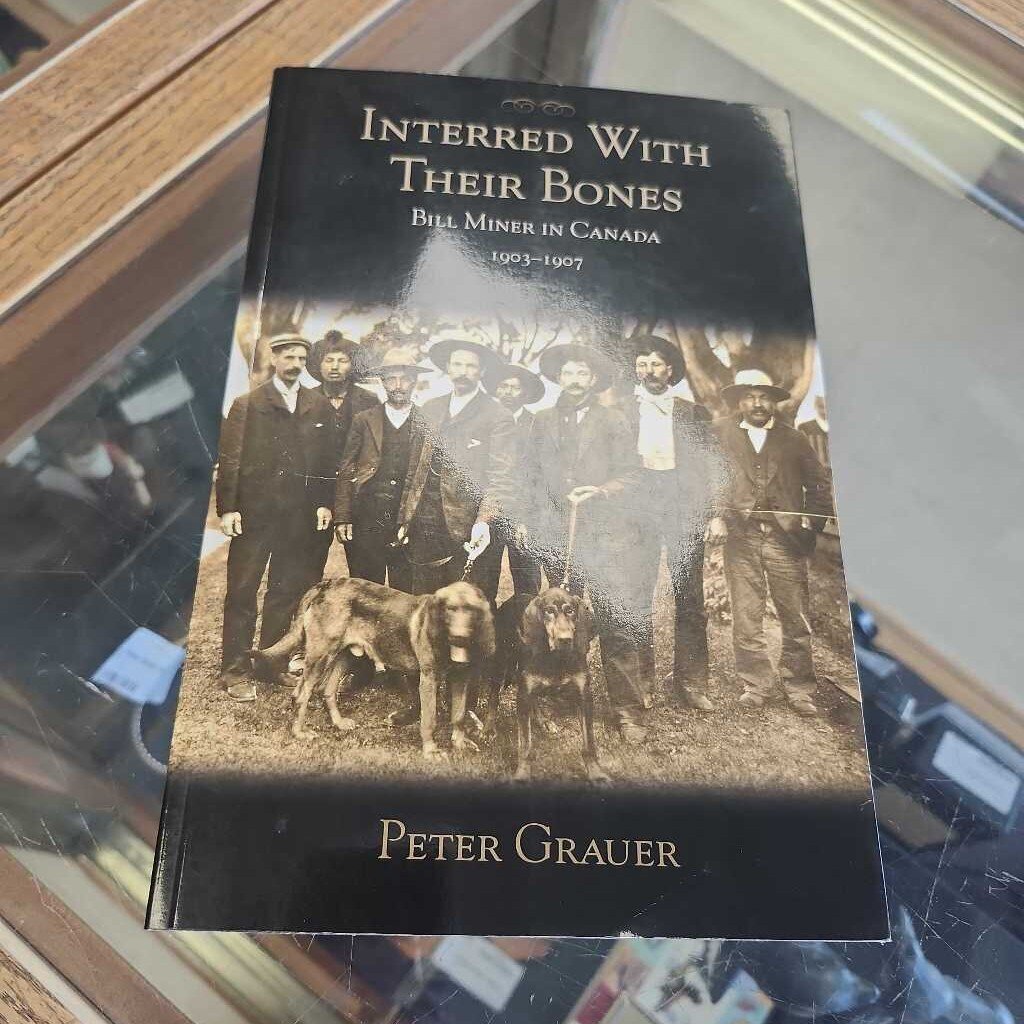 Interred With
Their Bones
Bill Miner in Canada
1903–1907
Peter Grauer